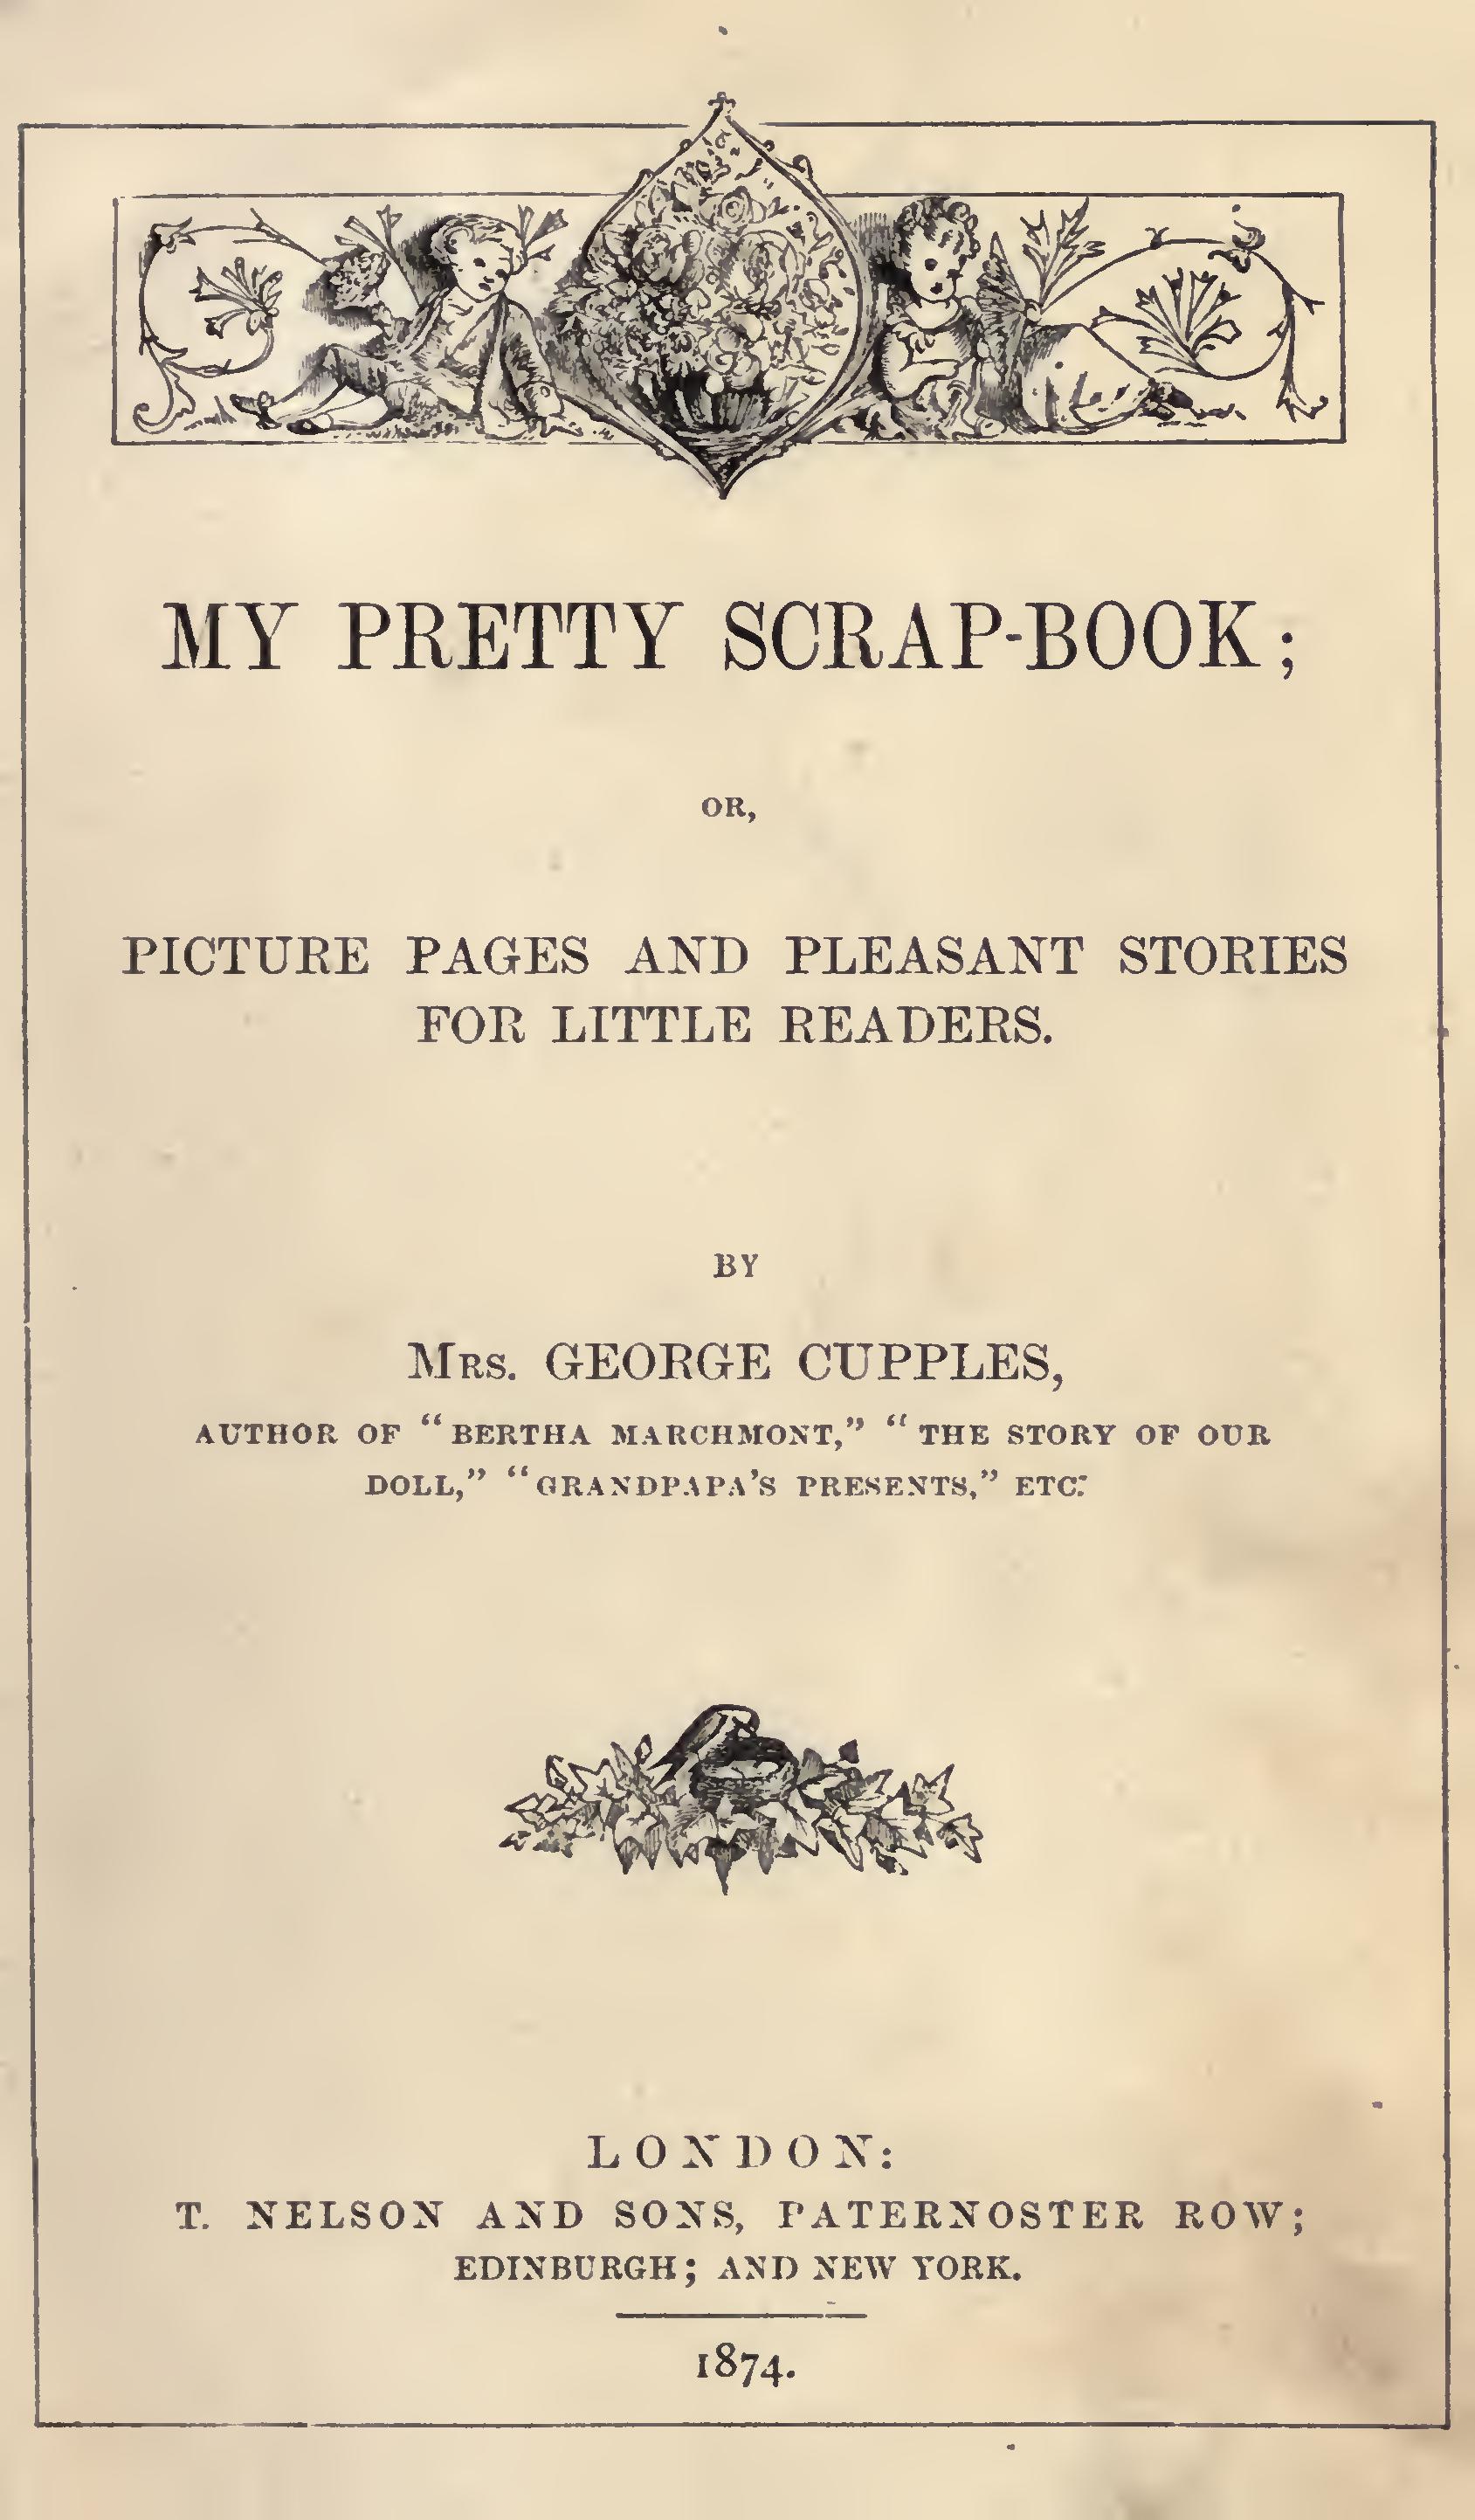 MY PRETTY SCRAP-BOOK;
OR,
PICTURE PAGES AND PLEASANT STORIES
FOR LITTLE READERS.
BY
MRS. GEORGE CUPPLES,
AUTHOR OF “BERTHA MARCHMONT,” “THE STORY OF OUR
DOLL,” “GRANDPAPA'S PRESENTS,” ETC.
LONDON:
T. NELSON AND SONS, PATERNOSTER ROW;
EDINBURGH; AND NEW YORK.
1874.